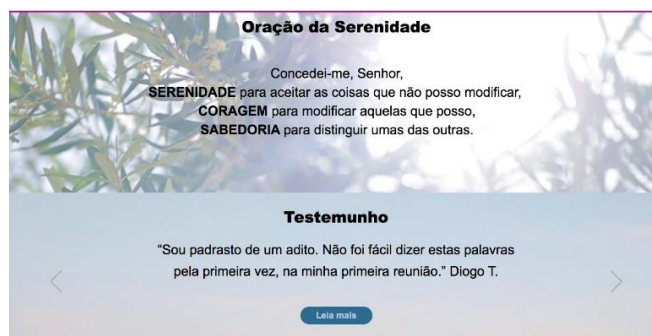 Oração da Serenidade
Concedei-me, Senhor,
SERENIDADE para aceitar as coisas que não posso modificar,
CORAGEM para modificar aquelas que posso,
SABEDORIA para distinguir umas das outras.
Testemunho
“Sou padrasto de um adito. Não foi fácil dizer estas palavras
pela primeira vez, na minha primeira reunião.” Diogo T.
Leia mais